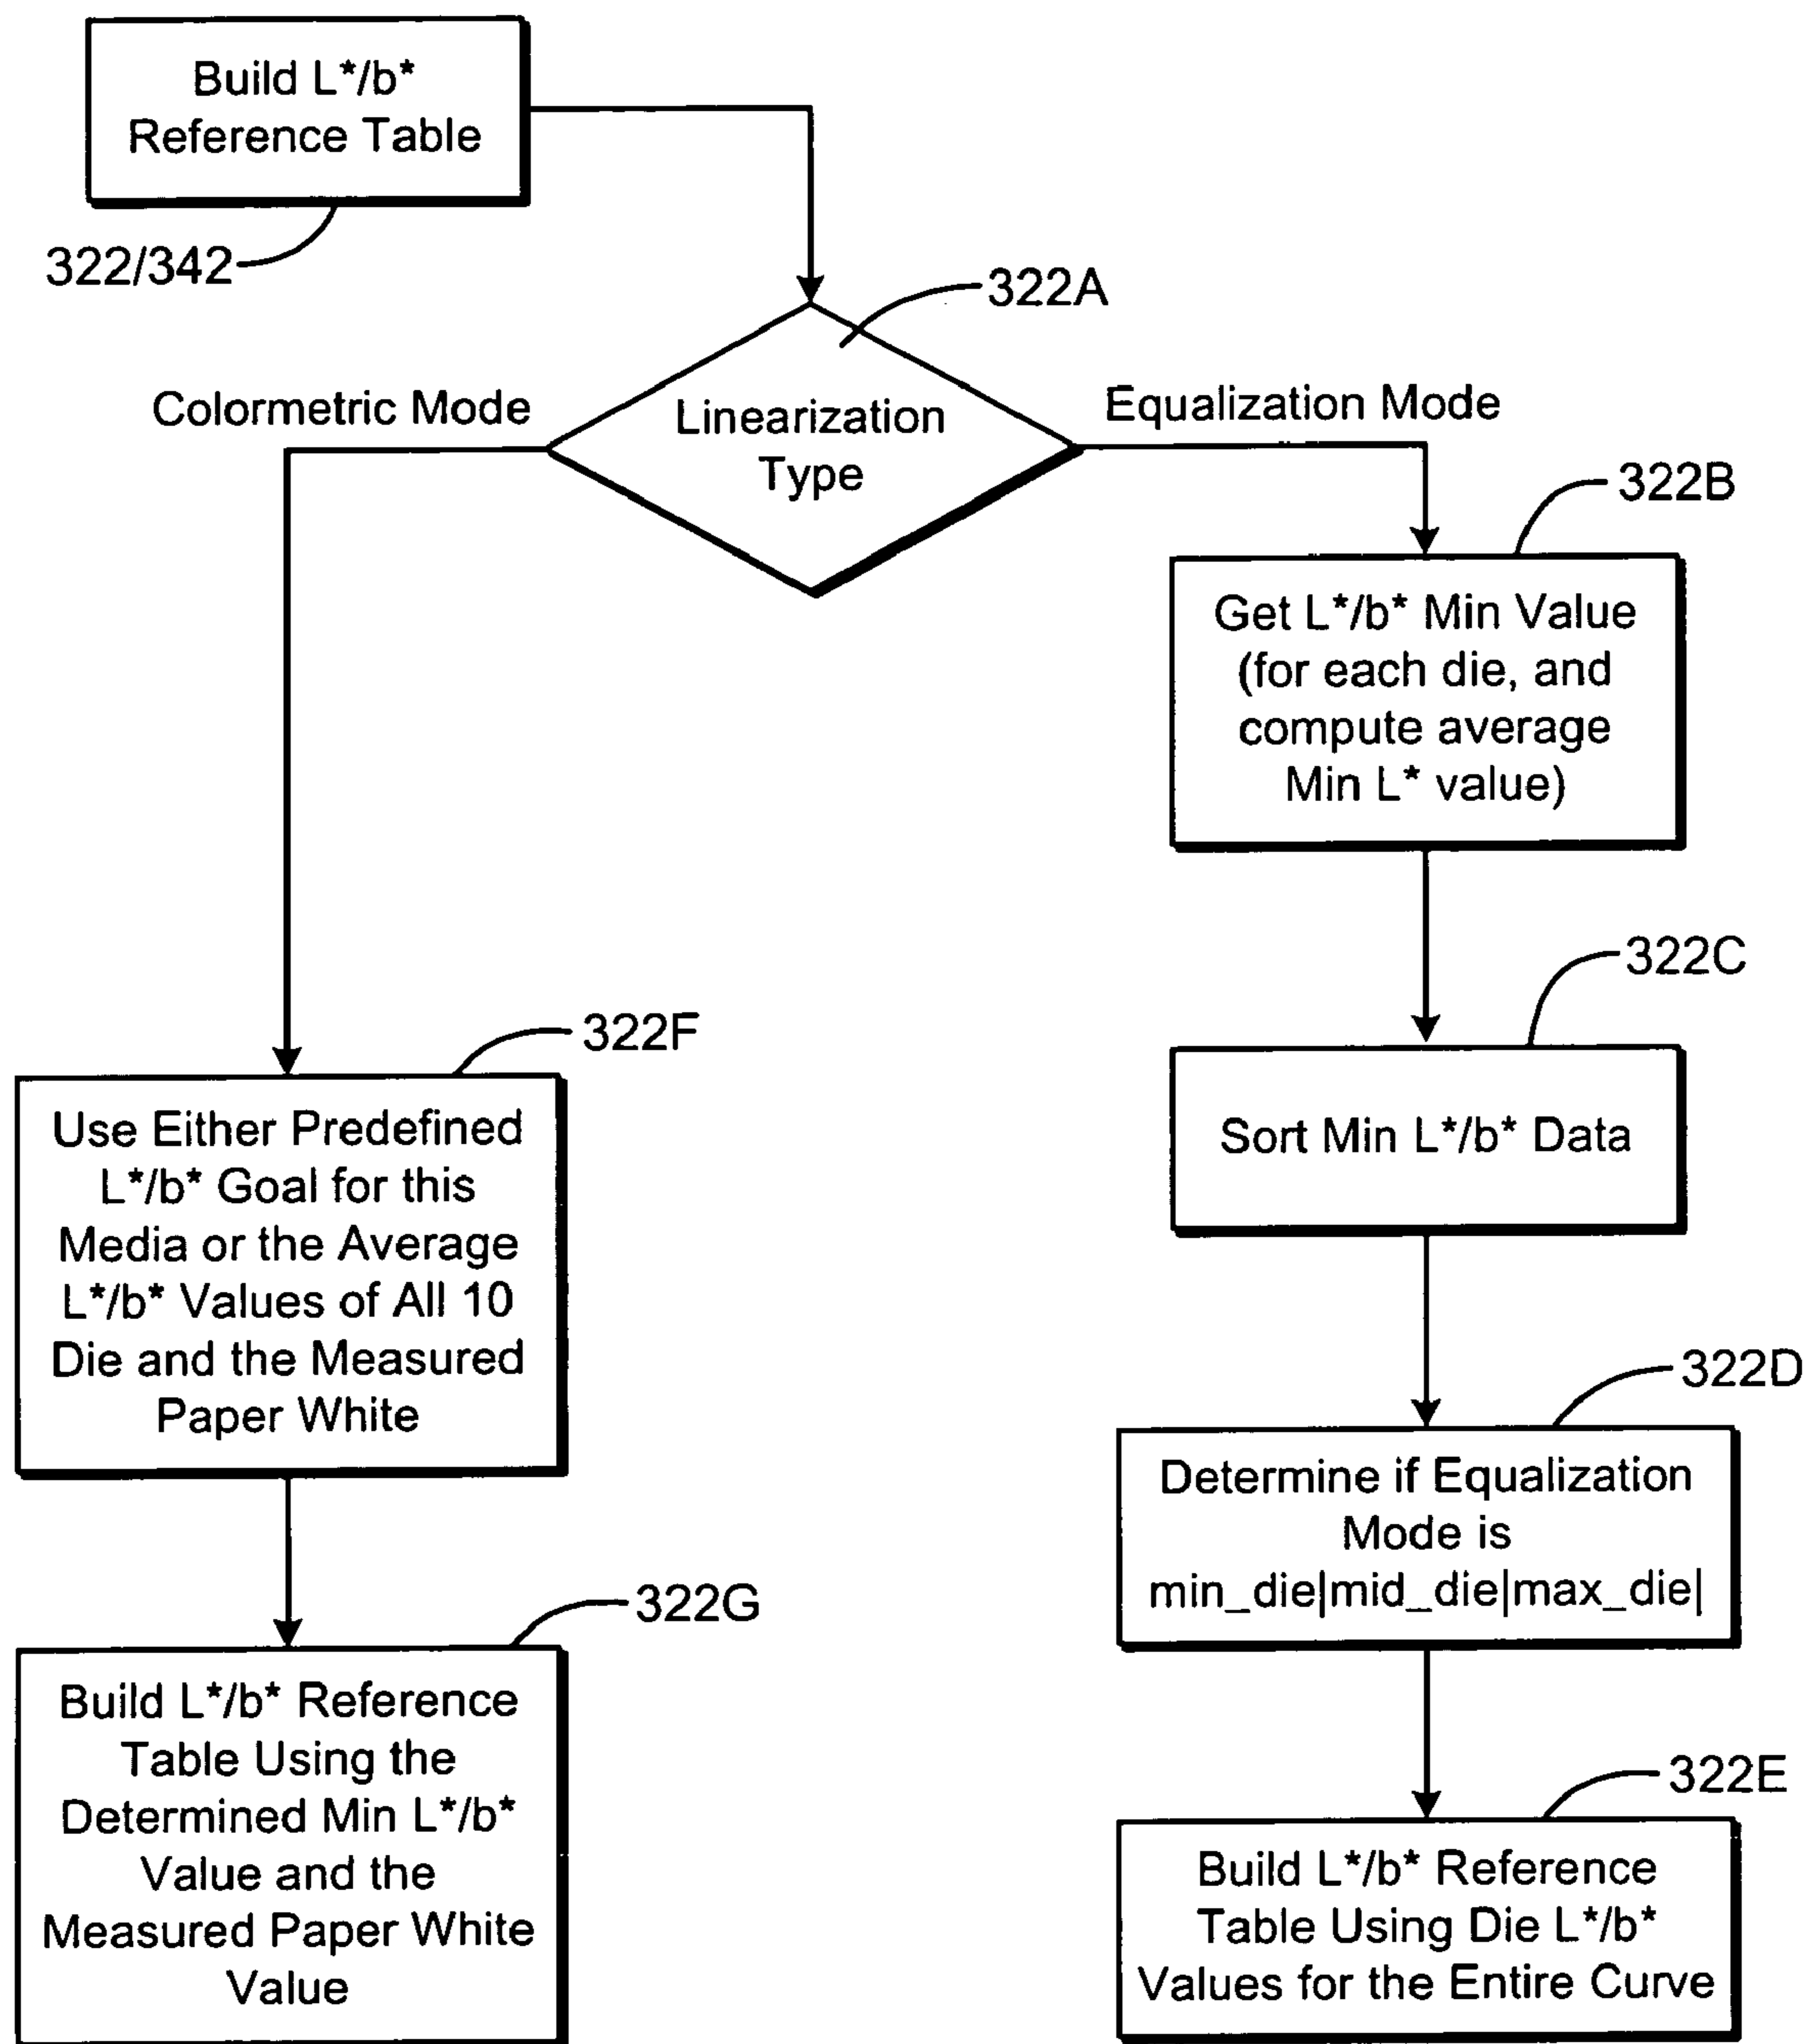 Build L*/b*
Reference Table
322/342
322A
Colormetric Mode
Linearization
Type
Equalization Mode
322B
Get L*/b* Min Value
(for each die, and
compute average
Min L* value)
322C
Sort Min L*/b* Data
322F
Use Either Predefined
L*/b* Goal for this
Media or the Average
L*/b* Values of All 10
Die and the Measured
Paper White
322D
Determine if Equalization
Mode is
min_die|mid_die|max_die|
322G
Build L*/b* Reference
Table Using the
Determined Min L*/b*
Value and the
Measured Paper White
Value
322E
Build L*/b* Reference
Table Using Die L*/b*
Values for the Entire Curve